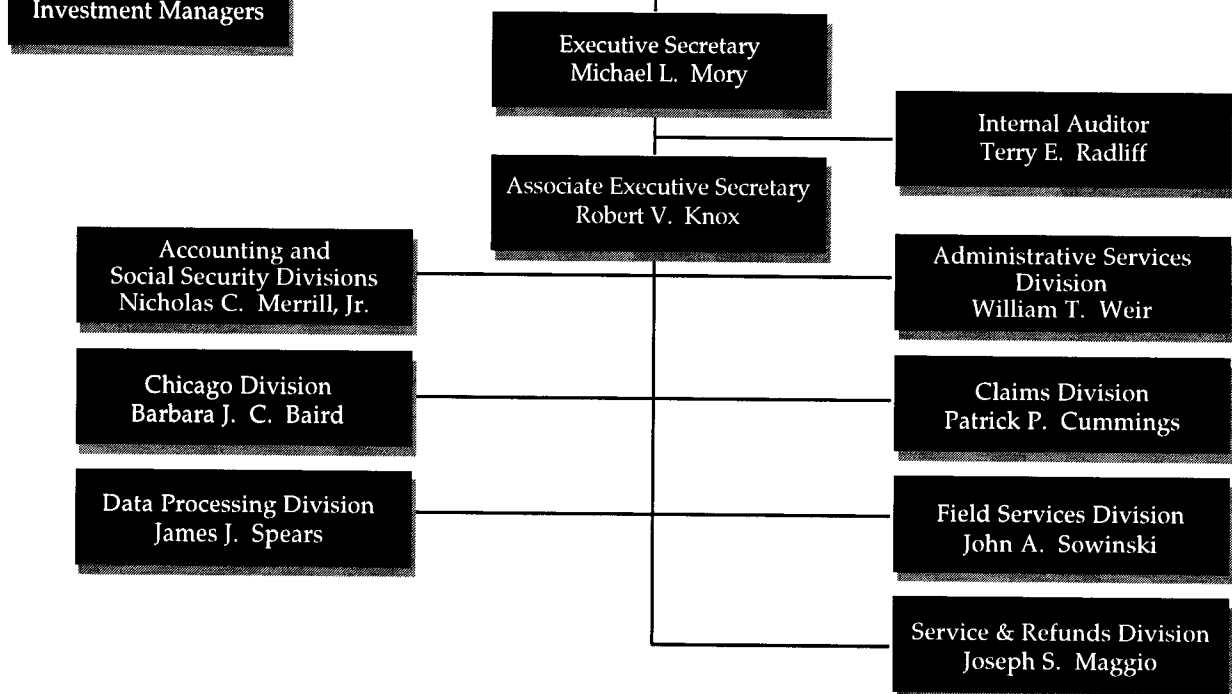 Investment Managers
Executive Secretary
Michael L. Mory
Internal Auditor
Terry E. Radliff
Associate Executive Secretary
Robert V. Knox
Accounting and
Social Security Divisions
Nicholas C. Merrill, Jr.
Administrative Services
Division
William T. Weir
Chicago Division
Barbara J. C. Baird
Claims Division
Patrick P. Cummings
Data Processing Division
James J. Spears
Field Services Division
John A. Sowinski
Service & Refunds Division
Joseph S. Maggio